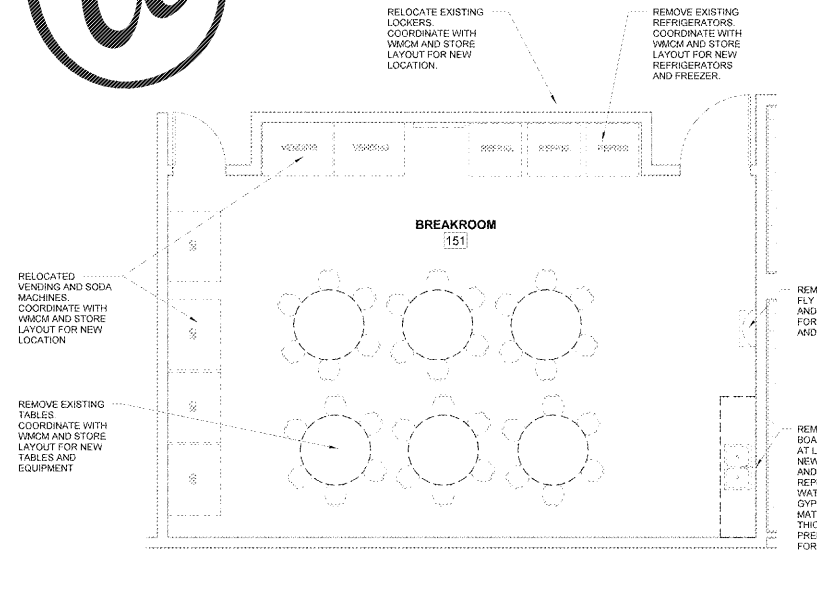 RELOCATE EXISTING
LOCKERS.
COORDINATE WITH
WMCM AND STORE
LAYOUT FOR NEW
LOCATION.
REMOVE EXISTING
REFRIGERATORS.
COORDINATE WITH
WMCM AND STORE
LAYOUT FOR NEW
REFRIGERATORS
AND FREEZER.
VENDING
VENDING
BREAKROOM
151
RELOCATED
VENDING AND SODA
MACHINES.
COORDINATE WITH
WMCM AND STORE
LAYOUT FOR NEW
LOCATION
REMOVE EXISTING
TABLES.
COORDINATE WITH
WMCM AND STORE
LAYOUT FOR NEW
TABLES AND
EQUIPMENT
REM
FLY
AND
FOR
AND
REM
BOA
AT L
NEW
AND
REP
WAT
GYP
MAT
THIC
PRE
FOR